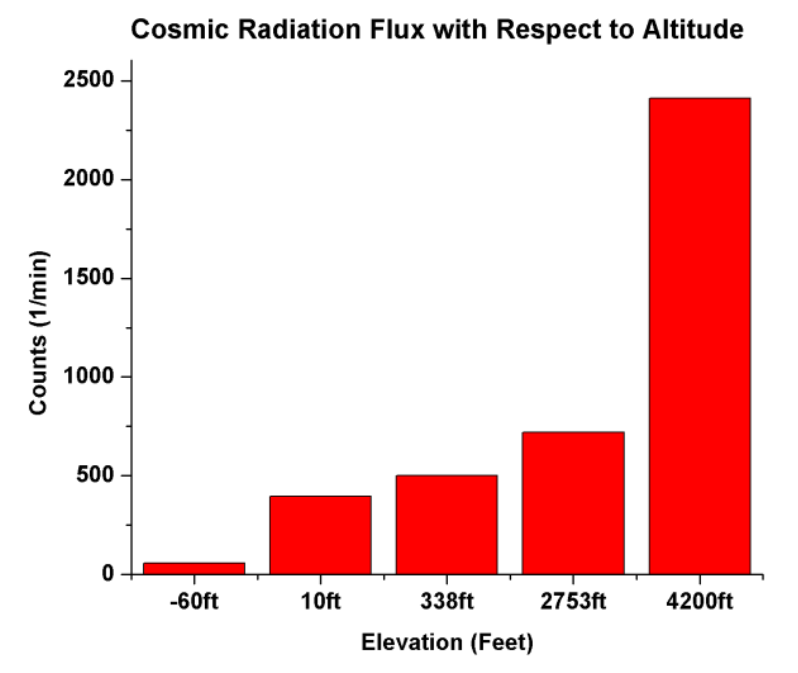 Cosmic Radiation Flux with Respect to Altitude
2500
2000
1500
1000
500
0
Counts (1/min)
-60ft 10ft 338ft 2753ft 4200ft
Elevation (Feet)